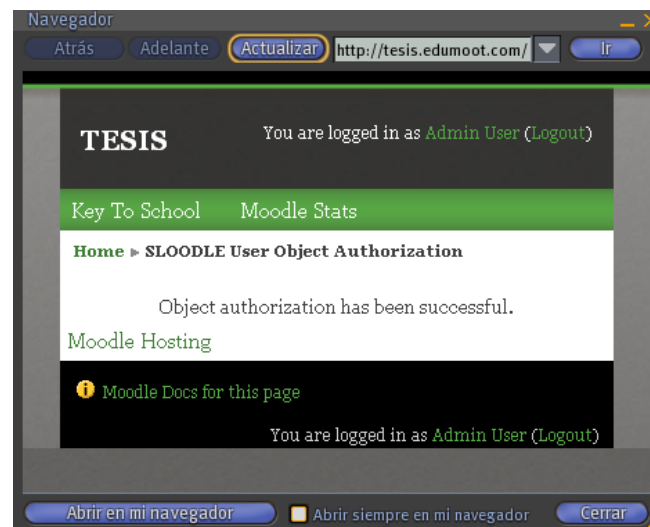 Navegador
Atrás Adelante Actualizar http://tesis.edumoot.com/ Ir
TESIS You are logged in as Admin User (Logout)
Key To School Moodle Stats
Home ▶ SLOODLE User Object Authorization
Object authorization has been successful.
Moodle Hosting
Moodle Docs for this page
You are logged in as Admin User (Logout)
Abrir en mi navegador Abrir siempre en mi navegador Cerrar